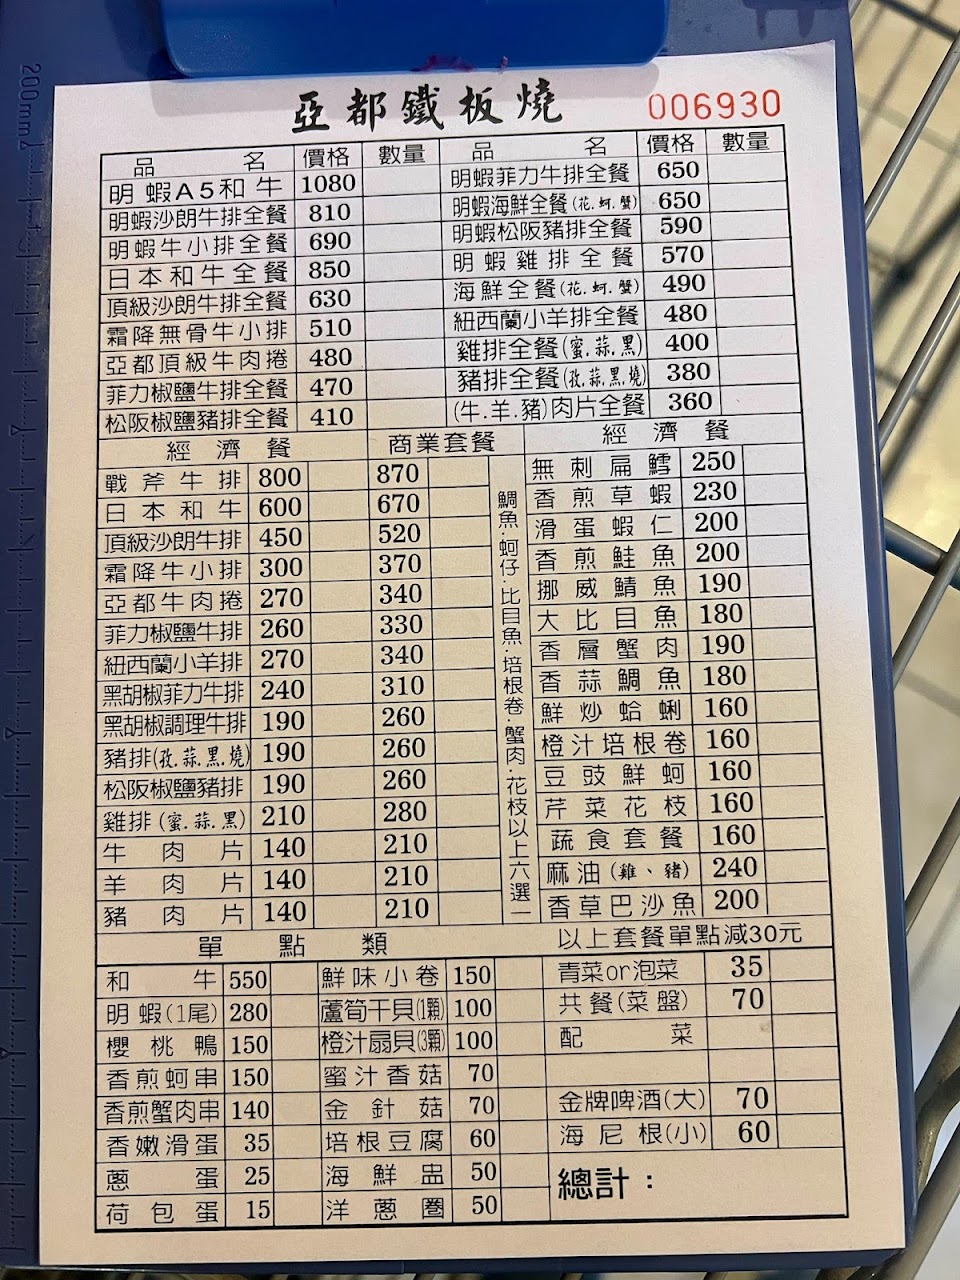 200mm
亞都鐵板燒 006930
品名 價格 數量 品名 價格 數量
明蝦A5和牛 1080 明蝦菲力牛排全餐 650
明蝦沙朗牛排全餐 810 明蝦海鮮全餐(花.蚵.蟹) 650
明蝦牛小排全餐 690 明蝦松阪豬排全餐 590
日本和牛全餐 850 明蝦雞排全餐 570
頂級沙朗牛排全餐 630 海鮮全餐(花.蚵.蟹) 490
霜降無骨牛小排 510 紐西蘭小羊排全餐 480
亞都頂級牛肉捲 480 雞排全餐(蜜.蒜.黑) 400
菲力椒鹽牛排全餐 470 豬排全餐(孜.蒜.黑.燒) 380
松阪椒鹽豬排全餐 410 (牛.羊.豬)肉片全餐 360
經濟餐 商業套餐 經濟餐
戰斧牛排 800 870 無刺扁鱈 250
日本和牛 600 670 香煎草蝦 230
頂級沙朗牛排 450 520 滑蛋蝦仁 200
霜降牛小排 300 370 香煎鮭魚 200
亞都牛肉捲 270 340 挪威鯖魚 190
菲力椒鹽牛排 260 330 大比目魚 180
紐西蘭小羊排 270 340 香層蟹肉 190
黑胡椒菲力牛排 240 310 香蒜鯛魚 180
黑胡椒調理牛排 190 260 鮮炒蛤蜊 160
豬排(孜.蒜.黑.燒) 190 260 橙汁培根卷 160
松阪椒鹽豬排 190 260 豆豉鮮蚵 160
雞排(蜜.蒜.黑) 210 280 芹菜花枝 160
牛肉片 140 210 蔬食套餐 160
羊肉片 140 210 麻油(雞、豬) 240
豬肉片 140 210 香草巴沙魚 200
鯛魚.蚵仔.比目魚.培根卷.蟹肉.花枝以上六選一
單點類 以上套餐單點減30元
和牛 550 鮮味小卷 150 青菜or泡菜 35
明蝦(1尾) 280 蘆筍干貝(1顆) 100 共餐(菜盤) 70
櫻桃鴨 150 橙汁扇貝(3顆) 100 配菜
香煎蚵串 150 蜜汁香菇 70
香煎蟹肉串 140 金針菇 70 金牌啤酒(大) 70
香嫩滑蛋 35 培根豆腐 60 海尼根(小) 60
蔥蛋 25 海鮮盅 50 總計：
荷包蛋 15 洋蔥圈 50